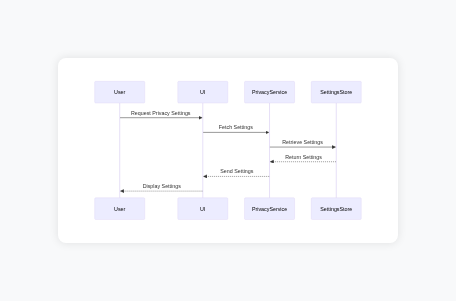 User UI PrivacyService SettingsStore
Request Privacy Settings
Fetch Settings
Retrieve Settings
Return Settings
Send Settings
Display Settings
User UI PrivacyService SettingsStore